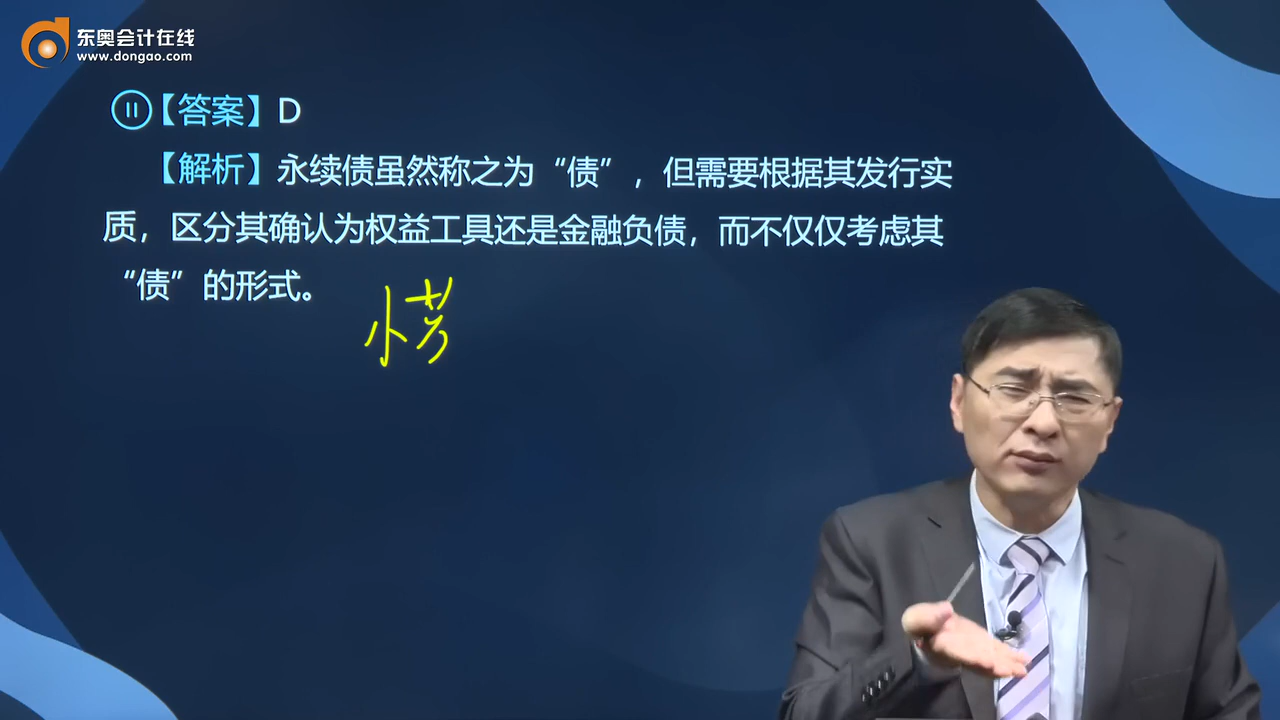 东奥会计在线
www.dongao.com
⑪【答案】D
【解析】永续债虽然称之为“债”，但需要根据其发行实
质，区分其确认为权益工具还是金融负债，而不仅仅考虑其
“债”的形式。
小芳